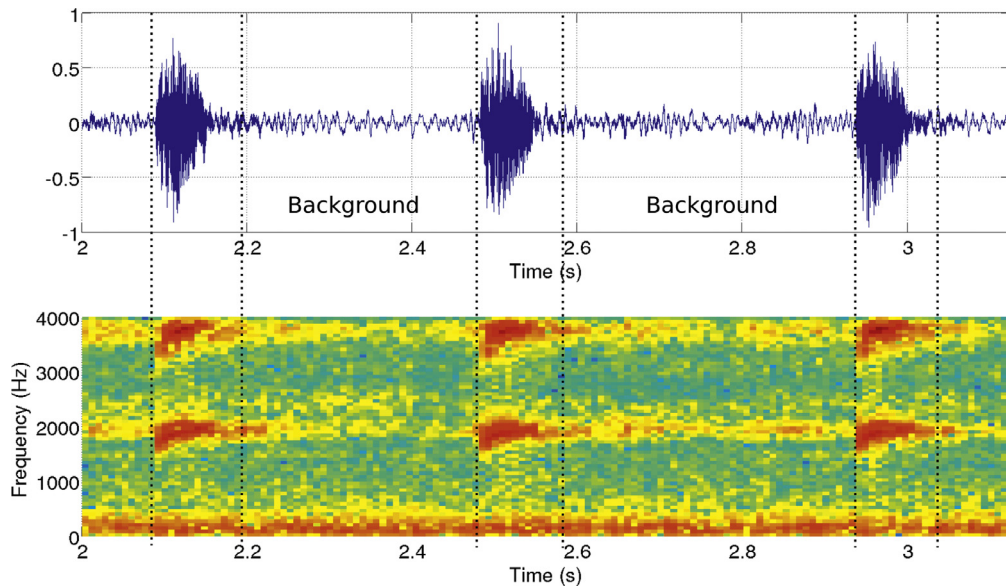 1
0.5
0
-0.5
-1
Background Background
2 2.2 2.4 2.6 2.8 3
Time (s)
4000
3000
2000
1000
0
Frequency (Hz)
2 2.2 2.4 2.6 2.8 3
Time (s)